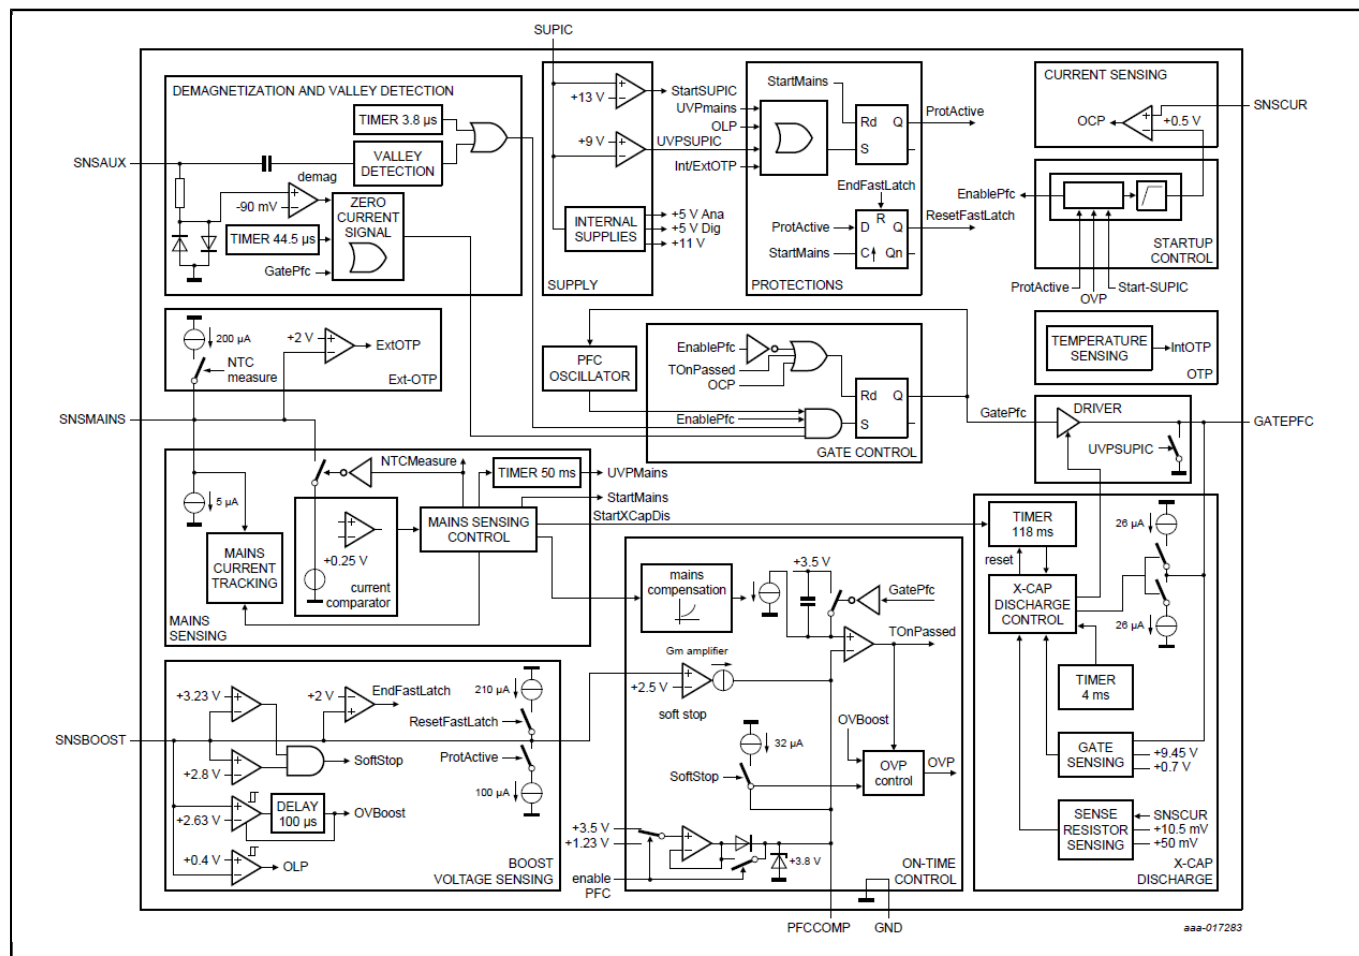 SUPIC
DEMAGNETIZATION AND VALLEY DETECTION
TIMER 3.8 µs
VALLEY
DETECTION
SNSAUX
demag
-90 mV
ZERO
CURRENT
SIGNAL
TIMER 44.5 µs
GatePfc
+13 V
StartSUPIC
+9 V
UVPSUPIC
INTERNAL
SUPPLIES
+5 V Ana
+5 V Dig
+11 V
SUPPLY
StartMains
UVPmains
OLP
Int/ExtOTP
Rd
Q
S
ProtActive
EndFastLatch
R
D
Q
C
Qn
ProtActive
StartMains
ResetFastLatch
PROTECTIONS
CURRENT SENSING
OCP
+0.5 V
SNSCUR
EnablePfc
STARTUP
CONTROL
ProtActive
OVP
Start-SUPIC
TEMPERATURE
SENSING
IntOTP
OTP
200 µA
+2 V
ExtOTP
NTC
measure
Ext-OTP
PFC
OSCILLATOR
EnablePfc
TOnPassed
OCP
EnablePfc
Rd
Q
S
GATE CONTROL
GatePfc
DRIVER
UVPSUPIC
GATEPFC
SNSMAINS
5 µA
NTCMeasure
TIMER 50 ms
UVPMains
StartMains
StartXCapDis
MAINS SENSING
CONTROL
MAINS
CURRENT
TRACKING
+0.25 V
current
comparator
MAINS
SENSING
mains
compensation
+3.5 V
GatePfc
TOnPassed
Gm amplifier
+2.5 V
soft stop
OVBoost
32 µA
SoftStop
OVP
control
OVP
+3.5 V
+1.23 V
enable
PFC
+3.8 V
ON-TIME
CONTROL
TIMER
118 ms
reset
X-CAP
DISCHARGE
CONTROL
26 µA
26 µA
TIMER
4 ms
GATE
SENSING
+9.45 V
+0.7 V
SENSE
RESISTOR
SENSING
SNSCUR
+10.5 mV
+50 mV
X-CAP
DISCHARGE
SNSBOOST
+3.23 V
+2 V
EndFastLatch
210 µA
ResetFastLatch
ProtActive
100 µA
+2.8 V
SoftStop
+2.63 V
DELAY
100 µs
OVBoost
+0.4 V
OLP
BOOST
VOLTAGE SENSING
PFCCOMP
GND
aaa-017283